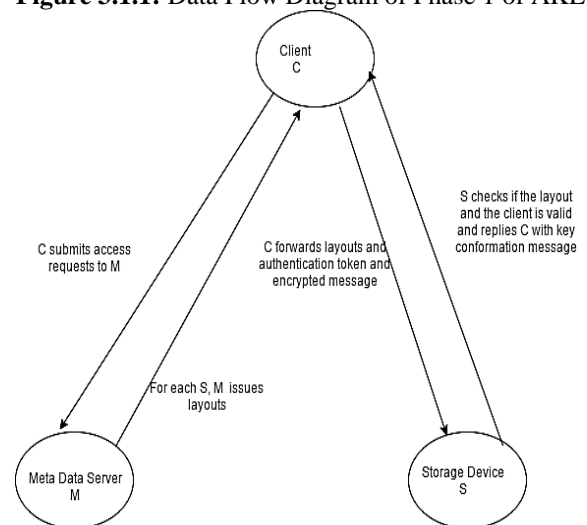 Figure 3.1.1: Data Flow Diagram of Phase 1 of AKE
Client
C
S checks if the layout
and the client is valid
and replies C with key
conformation message
C submits access
requests to M
C forwards layouts and
authentication token and
encrypted message
For each S, M issues
layouts
Meta Data Server
M
Storage Device
S